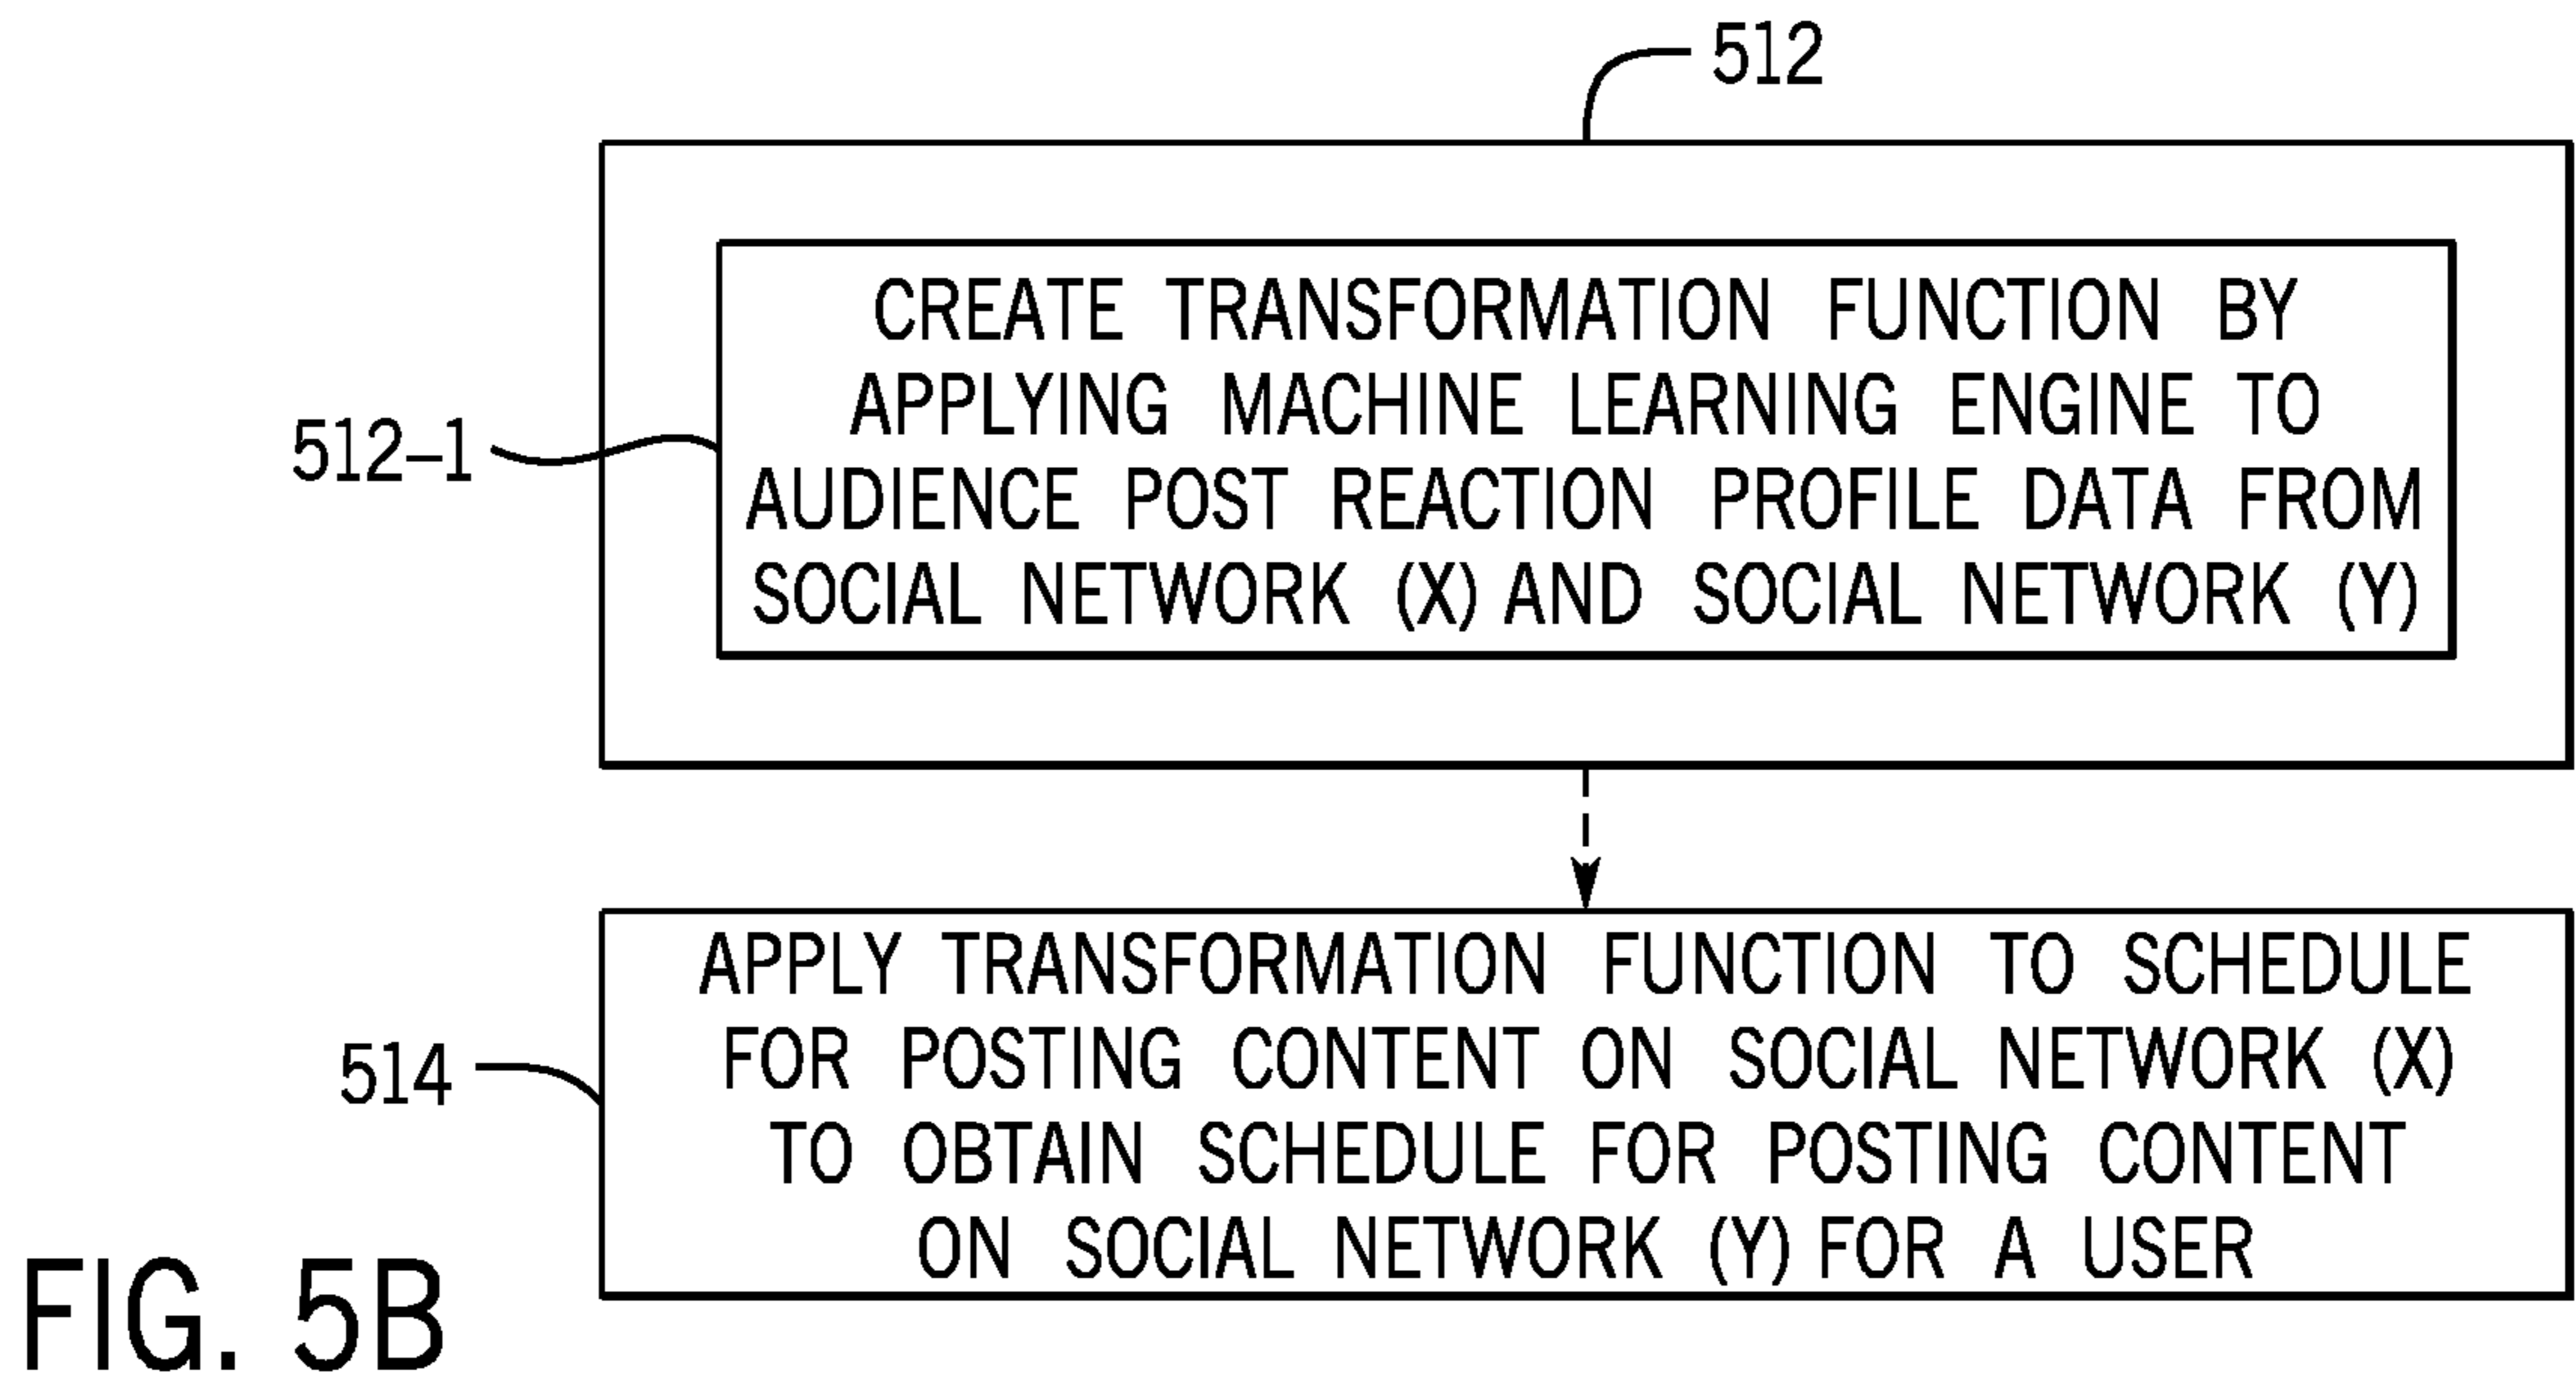 512
CREATE TRANSFORMATION FUNCTION BY
APPLYING MACHINE LEARNING ENGINE TO
512-1
AUDIENCE POST REACTION PROFILE DATA FROM
SOCIAL NETWORK (X) AND SOCIAL NETWORK (Y)
APPLY TRANSFORMATION FUNCTION TO SCHEDULE
FOR POSTING CONTENT ON SOCIAL NETWORK (X)
514
TO OBTAIN SCHEDULE FOR POSTING CONTENT
ON SOCIAL NETWORK (Y) FOR A USER
FIG. 5B